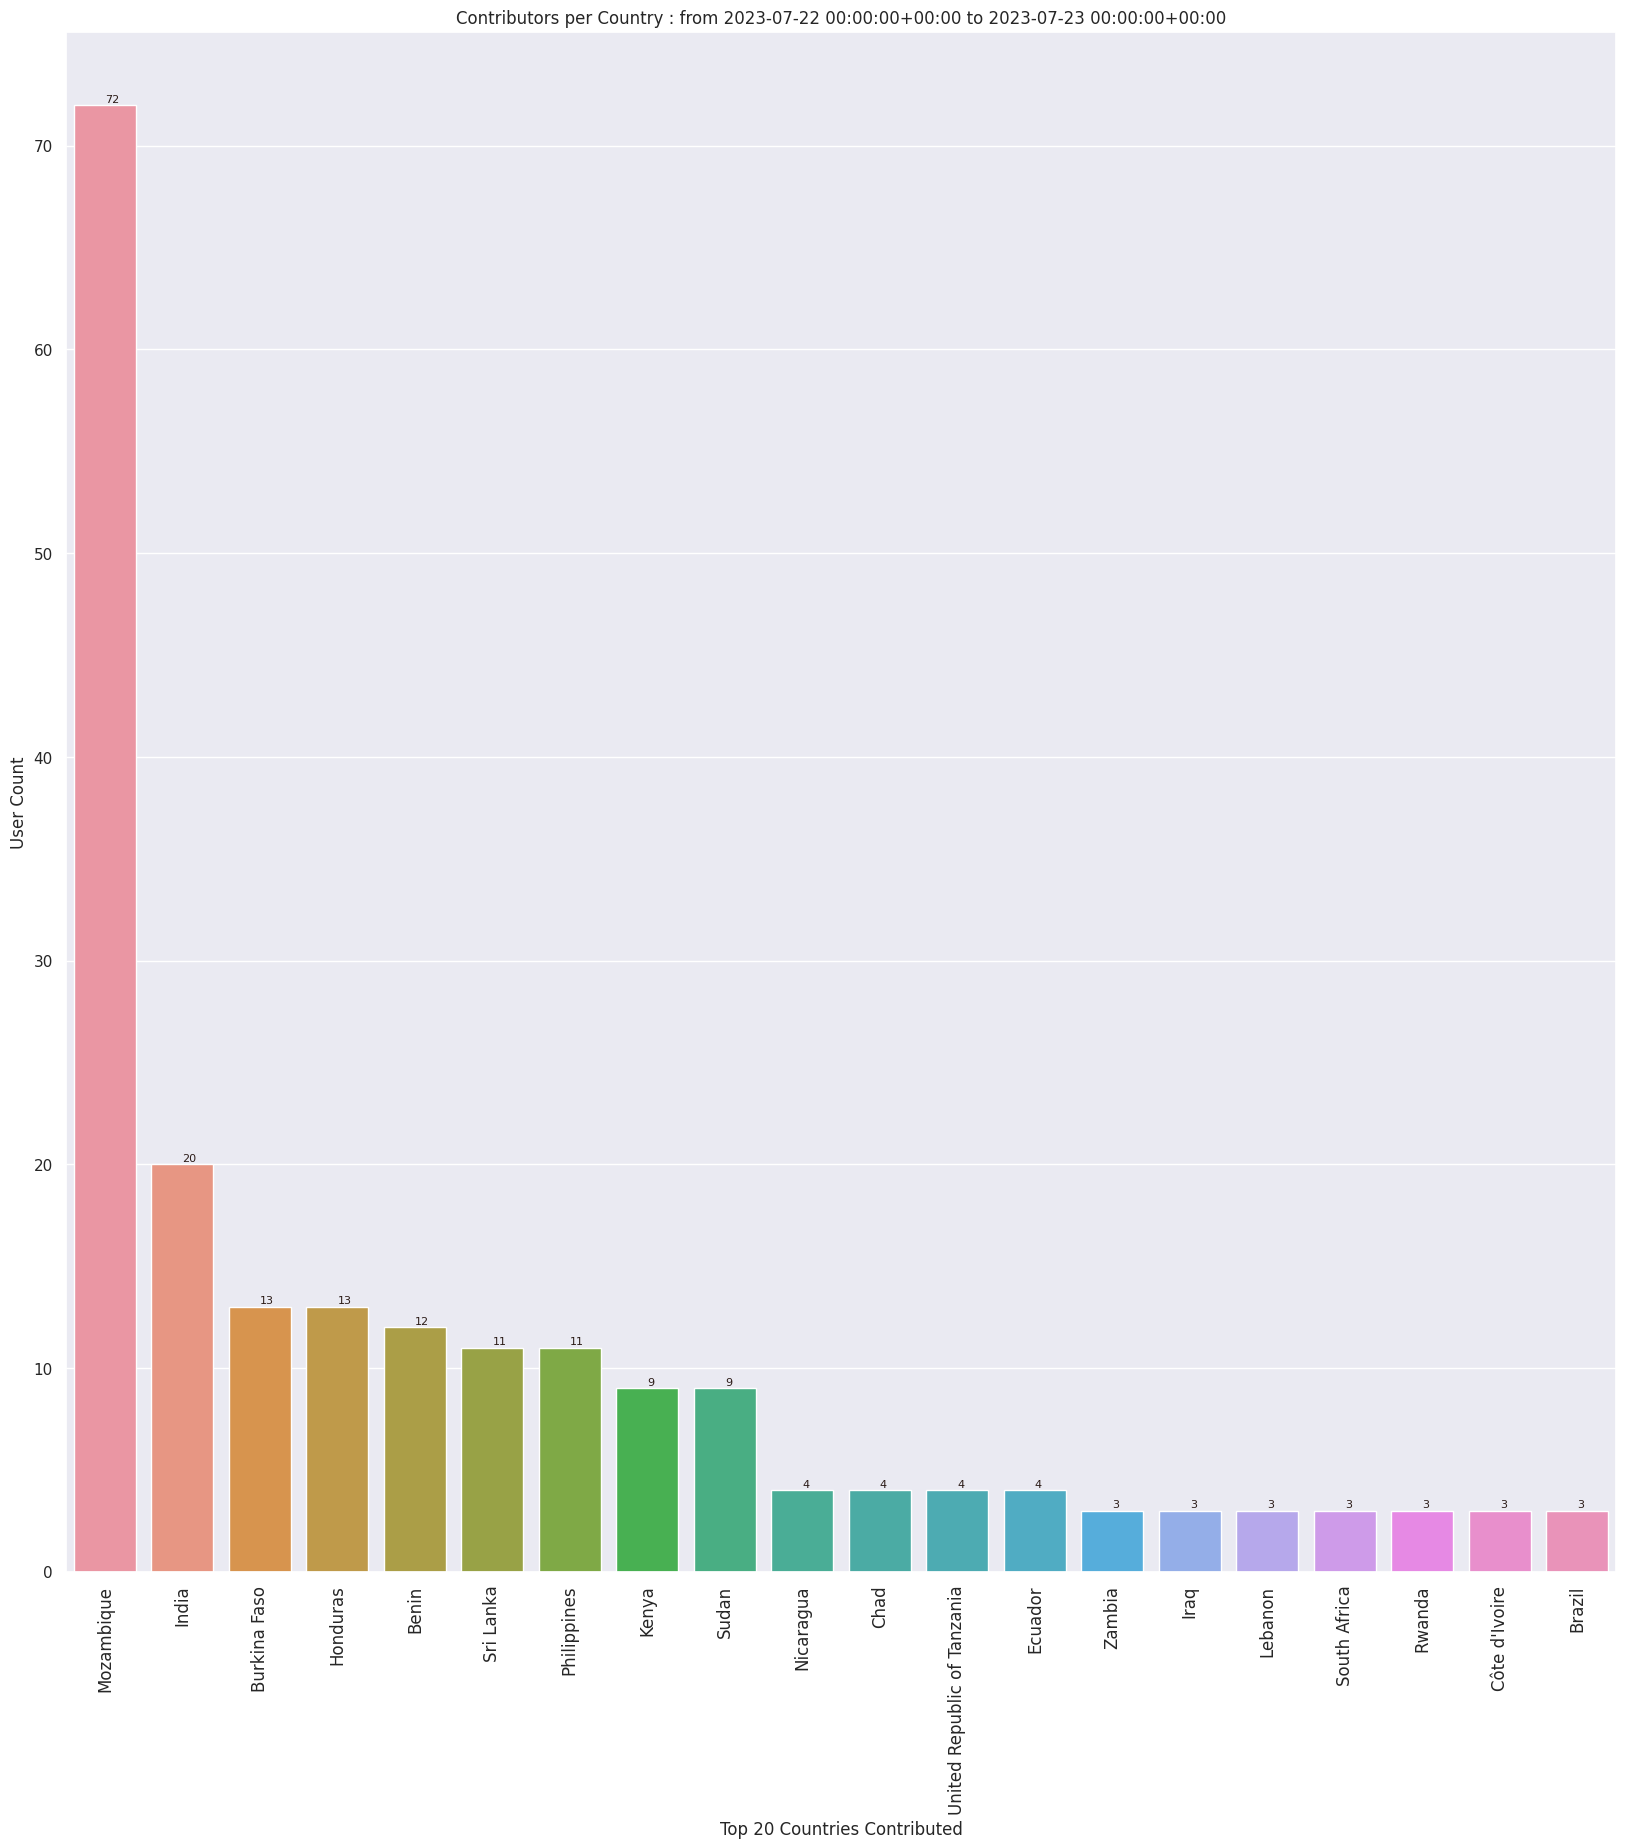 Contributors per Country : from 2023-07-22 00:00:00+00:00 to 2023-07-23 00:00:00+00:00
User Count
70
60
50
40
30
20
10
0
72
20
13
13
12
11
11
9
9
4
4
4
4
3
3
3
3
3
3
3
Mozambique
India
Burkina Faso
Honduras
Benin
Sri Lanka
Philippines
Kenya
Sudan
Nicaragua
Chad
United Republic of Tanzania
Ecuador
Zambia
Iraq
Lebanon
South Africa
Rwanda
Côte d'Ivoire
Brazil
Top 20 Countries Contributed